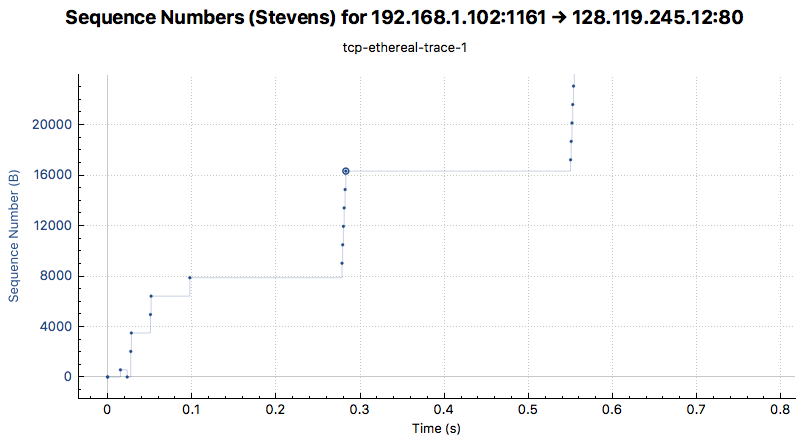 Sequence Numbers (Stevens) for 192.168.1.102:1161 → 128.119.245.12:80
tcp-ethereal-trace-1
Sequence Number (B)
20000
16000
12000
8000
4000
0
0 0.1 0.2 0.3 0.4 0.5 0.6 0.7 0.8
Time (s)